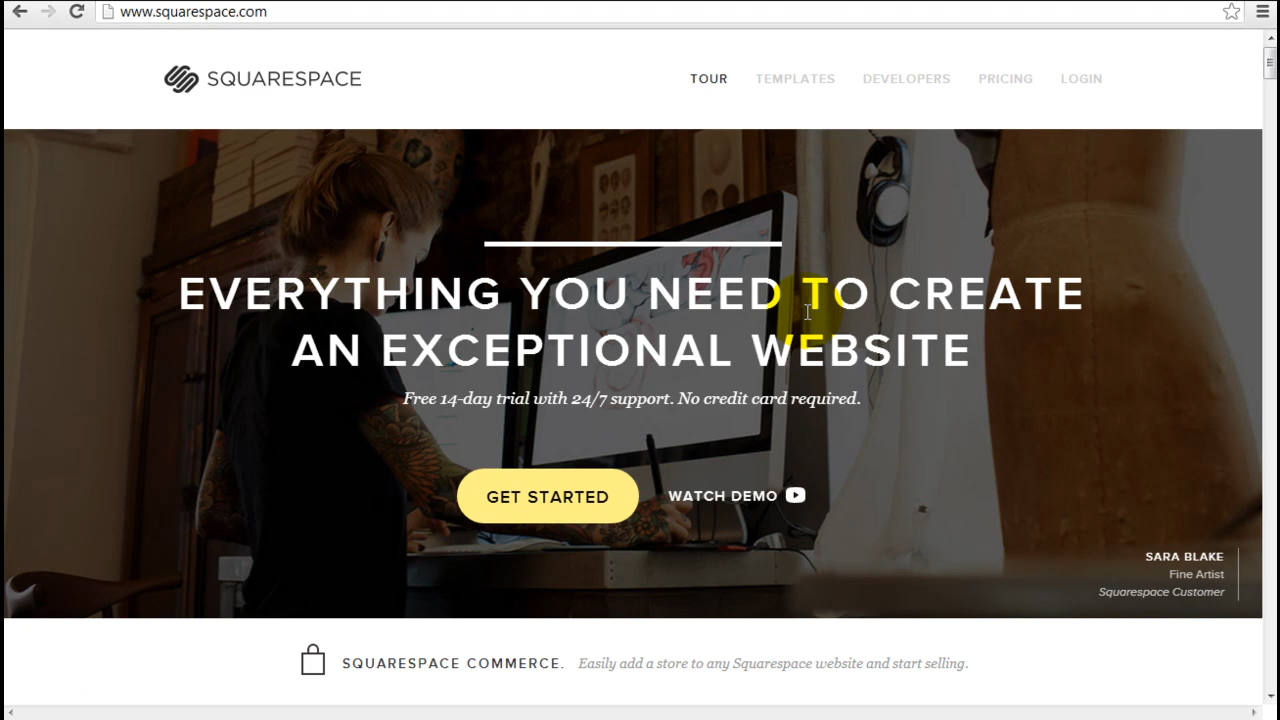 www.squarespace.com
SQUARESPACE
TOUR TEMPLATES DEVELOPERS PRICING LOGIN
EVERYTHING YOU NEED TO CREATE
AN EXCEPTIONAL WEBSITE
Free 14-day trial with 24/7 support. No credit card required.
GET STARTED WATCH DEMO
SARA BLAKE
Fine Artist
Squarespace Customer
SQUARESPACE COMMERCE. Easily add a store to any Squarespace website and start selling.